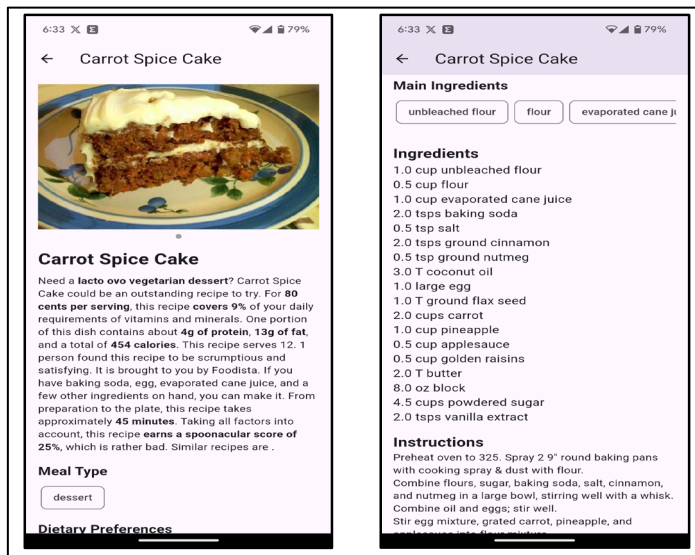 6:33 79%
Carrot Spice Cake
Carrot Spice Cake
Need a lacto ovo vegetarian dessert? Carrot Spice
Cake could be an outstanding recipe to try. For 80
cents per serving, this recipe covers 9% of your daily
requirements of vitamins and minerals. One portion
of this dish contains about 4g of protein, 13g of fat,
and a total of 454 calories. This recipe serves 12. 1
person found this recipe to be scrumptious and
satisfying. It is brought to you by Foodista. If you
have baking soda, egg, evaporated cane juice, and a
few other ingredients on hand, you can make it. From
preparation to the plate, this recipe takes
approximately 45 minutes. Taking all factors into
account, this recipe earns a spoonacular score of
25%, which is rather bad. Similar recipes are .
Meal Type
dessert
Dietary Preferences
6:33 79%
Carrot Spice Cake
Main Ingredients
unbleached flour flour evaporated cane ju
Ingredients
1.0 cup unbleached flour
0.5 cup flour
1.0 cup evaporated cane juice
2.0 tsps baking soda
0.5 tsp salt
2.0 tsps ground cinnamon
0.5 tsp ground nutmeg
3.0 T coconut oil
1.0 large egg
1.0 T ground flax seed
2.0 cups carrot
1.0 cup pineapple
0.5 cup applesauce
0.5 cup golden raisins
2.0 T butter
8.0 oz block
4.5 cups powdered sugar
2.0 tsps vanilla extract
Instructions
Preheat oven to 325. Spray 2 9" round baking pans
with cooking spray & dust with flour.
Combine flours, sugar, baking soda, salt, cinnamon,
and nutmeg in a large bowl, stirring well with a whisk.
Combine oil and eggs; stir well.
Stir egg mixture, grated carrot, pineapple, and
applesauce into flour mixture